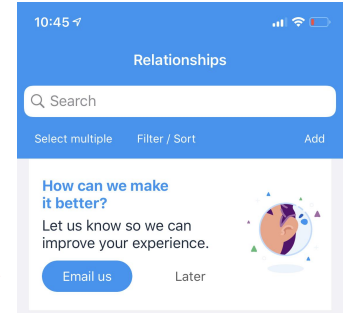 10:45
Relationships
Search
Select multiple Filter / Sort Add
How can we make
it better?
Let us know so we can
improve your experience.
Email us Later